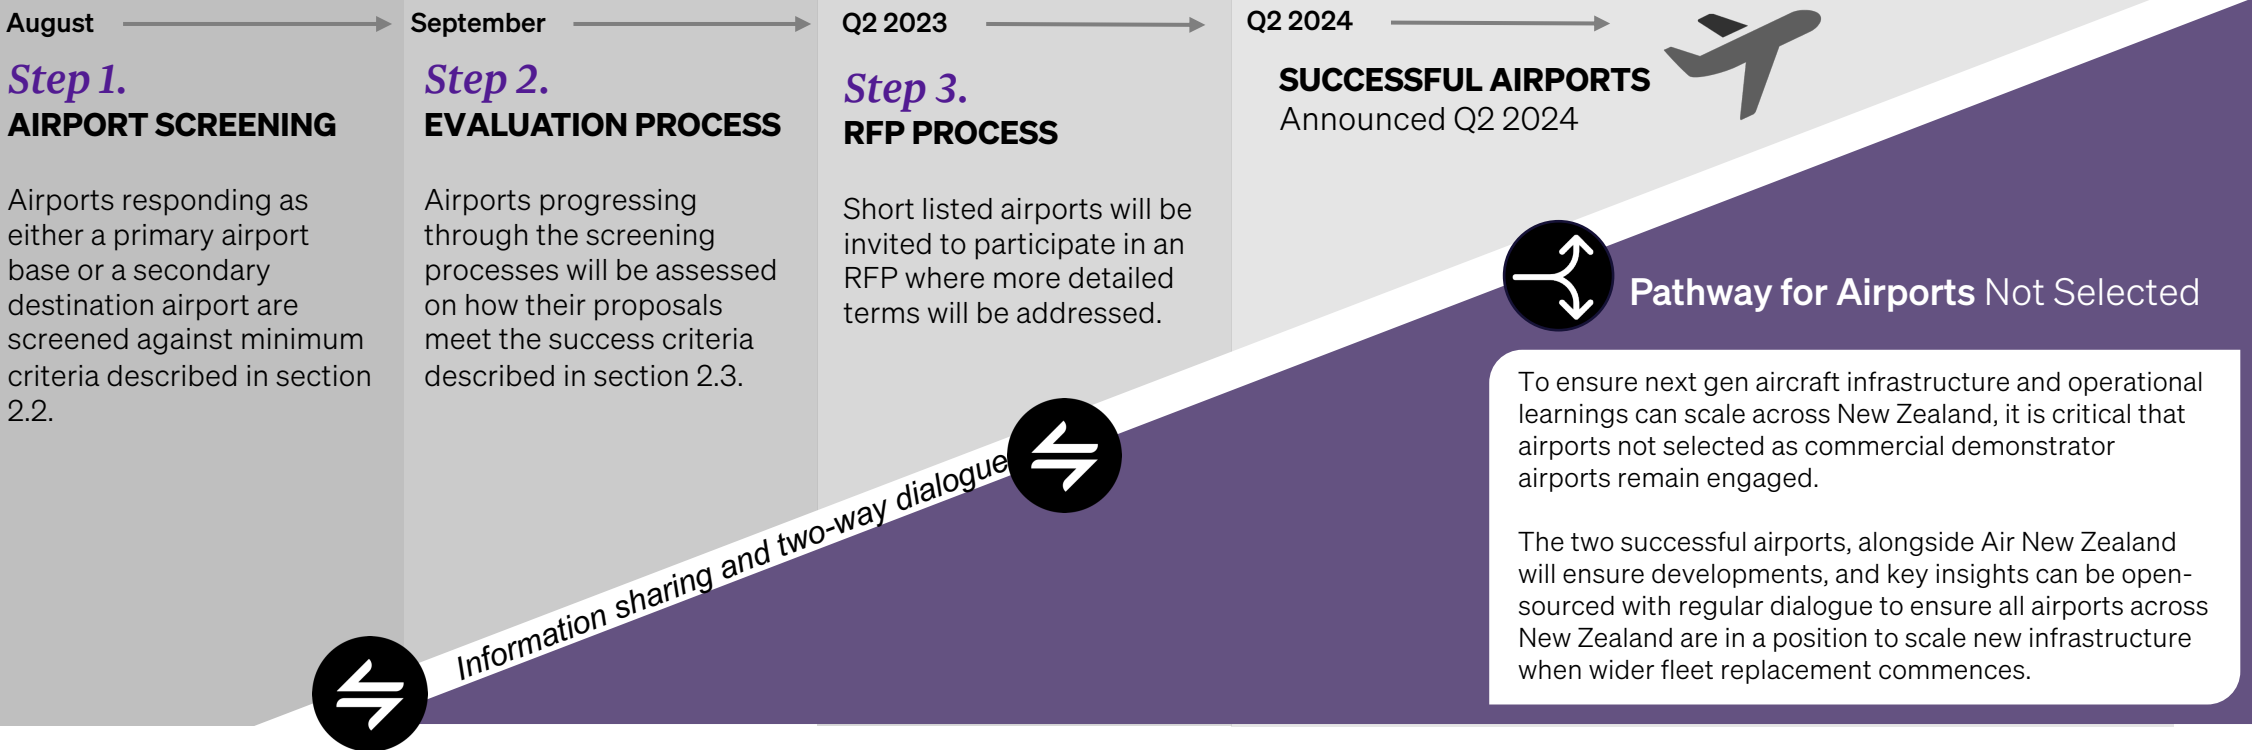 August
Step 1.
AIRPORT SCREENING
Airports responding as
either a primary airport
base or a secondary
destination airport are
screened against minimum
criteria described in section
2.2.
September
Step 2.
EVALUATION PROCESS
Airports progressing
through the screening
processes will be assessed
on how their proposals
meet the success criteria
described in section 2.3.
Q2 2023
Step 3.
RFP PROCESS
Short listed airports will be
invited to participate in an
RFP where more detailed
terms will be addressed.
Q2 2024
SUCCESSFUL AIRPORTS
Announced Q2 2024
Information sharing and two-way dialogue
Pathway for Airports Not Selected
To ensure next gen aircraft infrastructure and operational
learnings can scale across New Zealand, it is critical that
airports not selected as commercial demonstrator
airports remain engaged.
The two successful airports, alongside Air New Zealand
will ensure developments, and key insights can be open-
sourced with regular dialogue to ensure all airports across
New Zealand are in a position to scale new infrastructure
when wider fleet replacement commences.